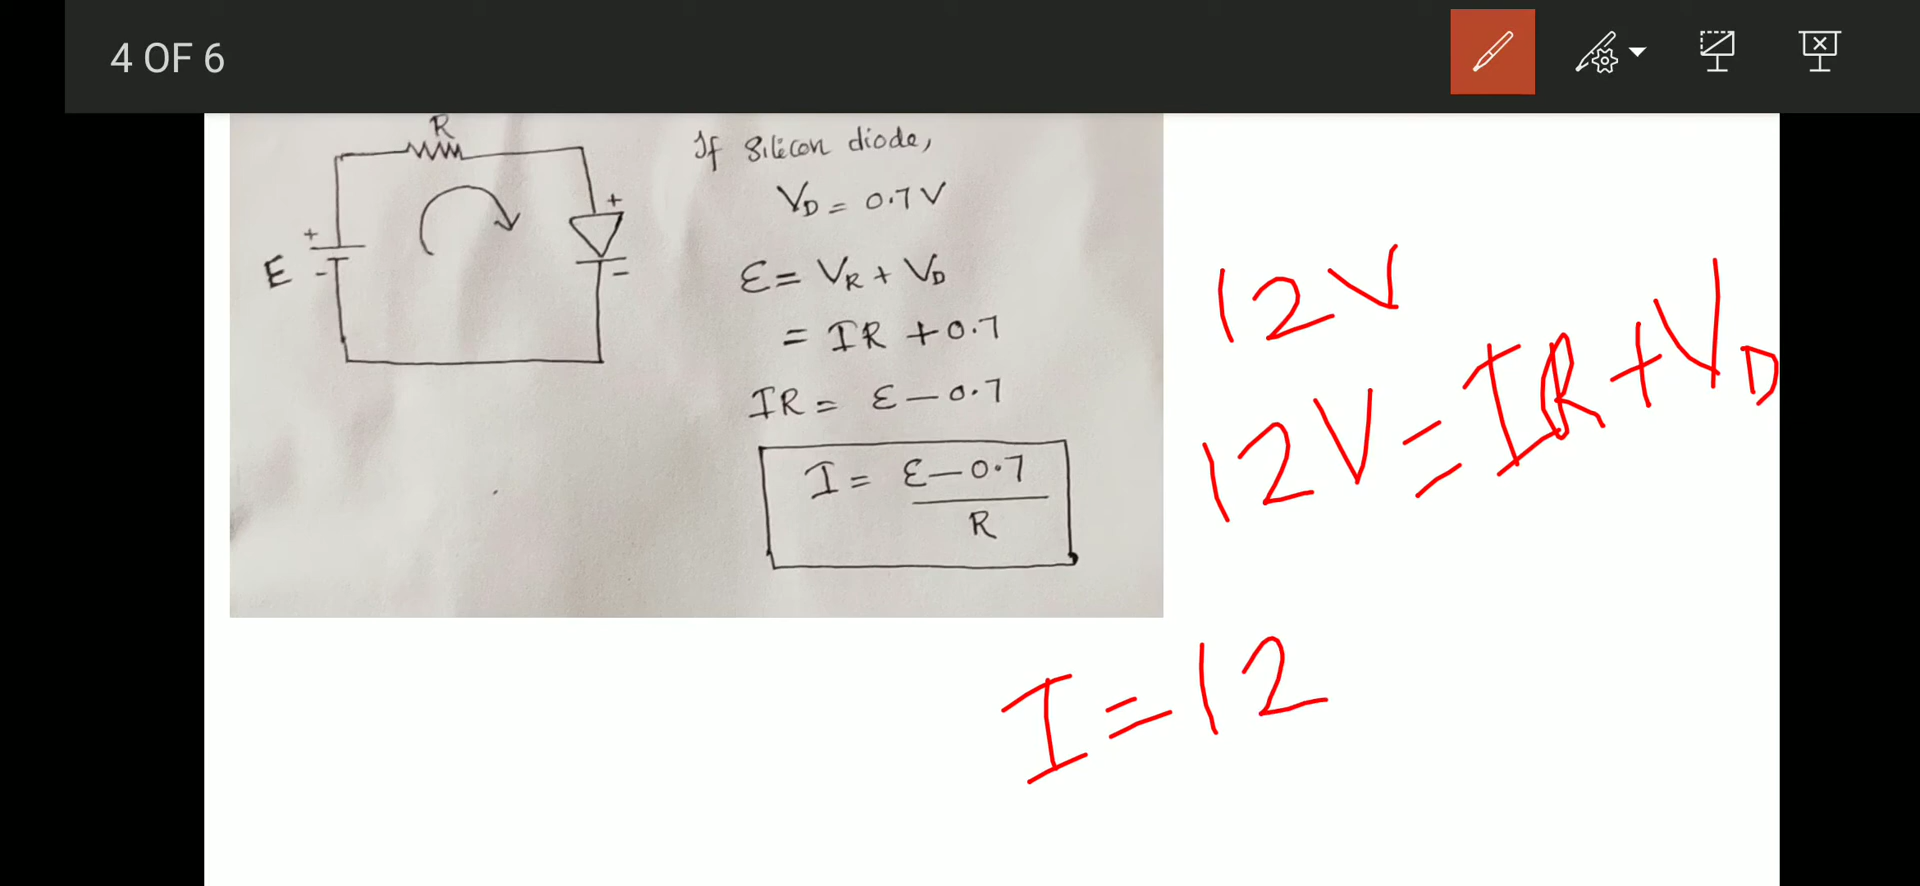 4 OF 6
R
+
+
E
-
-
If Silicon diode,
V_D = 0.7V
ℰ = V_R + V_D
= IR + 0.7
IR = ℰ — 0.7
I = ℰ — 0.7
R
12V
12V = IR + V_D
I = 12